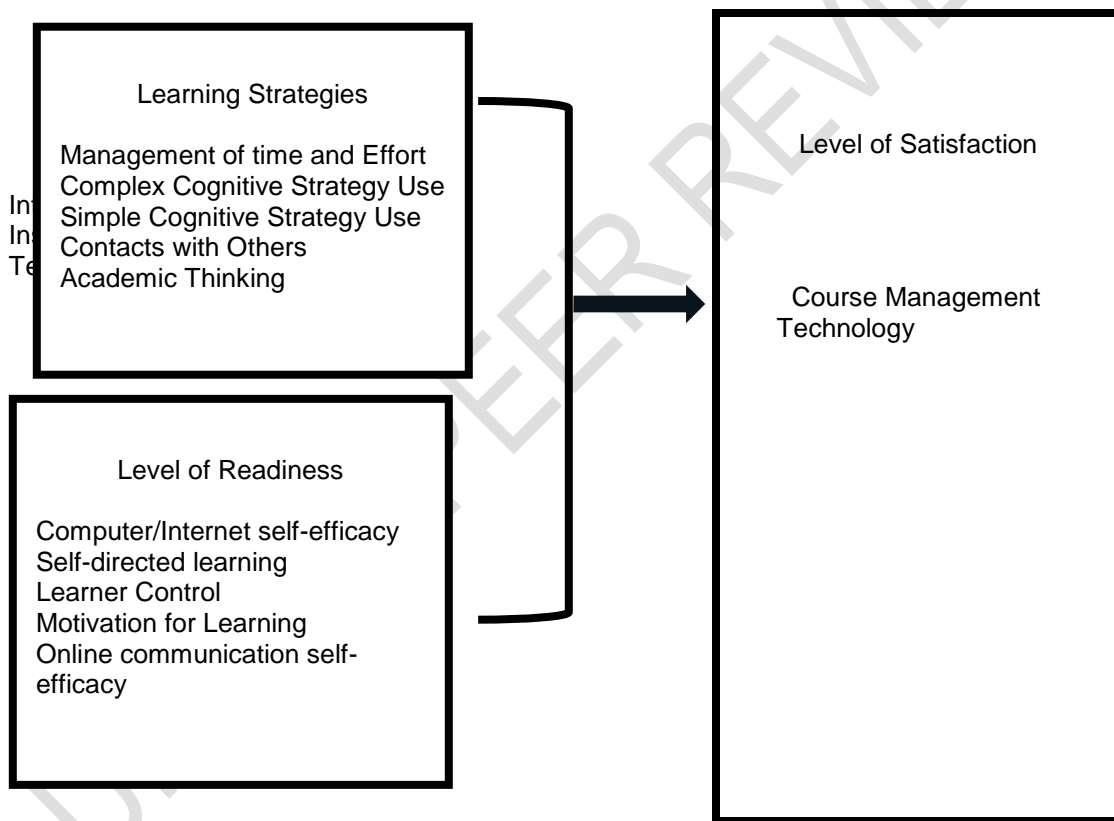 Learning Strategies
Management of time and Effort
Complex Cognitive Strategy Use
Simple Cognitive Strategy Use
Contacts with Others
Academic Thinking
Level of Readiness
Computer/Internet self-efficacy
Self-directed learning
Learner Control
Motivation for Learning
Online communication self-
efficacy
Level of Satisfaction
Course Management
Technology
PEER